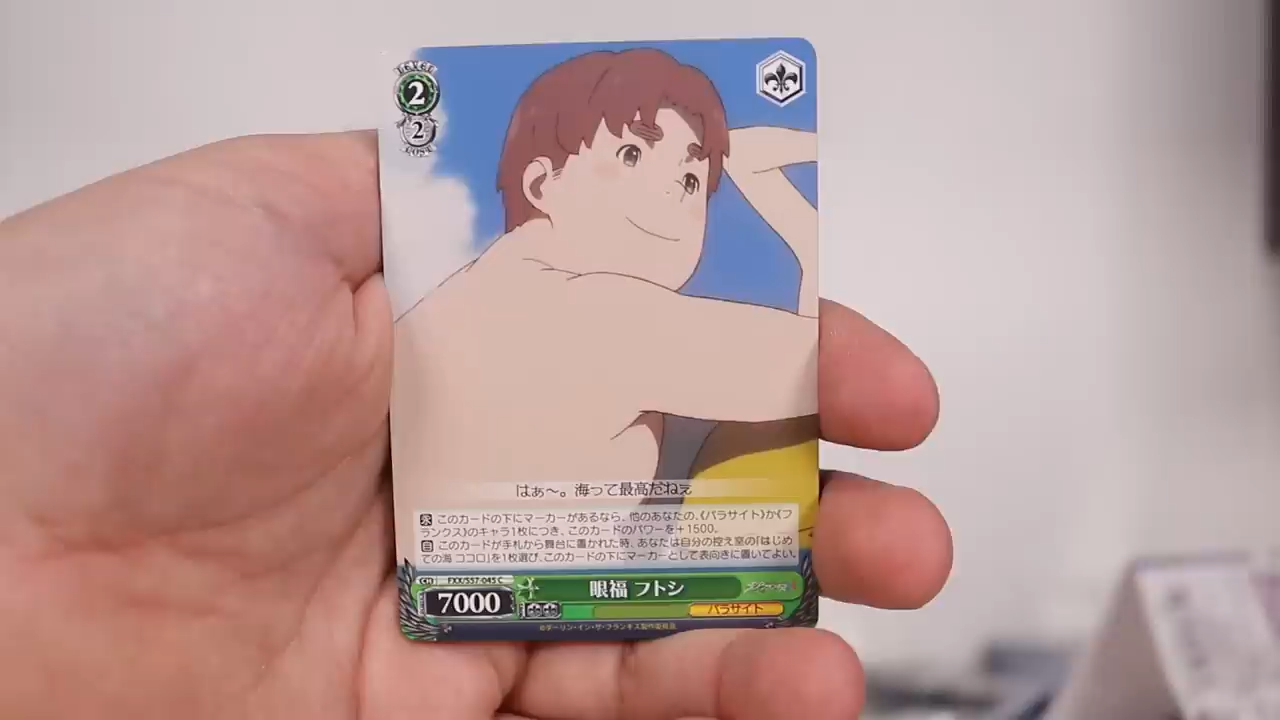 LEVEL
2
2
COST
はぁ〜。海って最高だねぇ
永 このカードの下にマーカーがあるなら、他のあなたの、《パラサイト》か《フ
ランクス》のキャラ1枚につき、このカードのパワーを+1500。
自 このカードが手札から舞台に置かれた時、あなたは自分の控え室の「はじめ
ての海 ココロ」を1枚選び、このカードの下にマーカーとして表向きに置いてよい。
CH FXX/S57-045 C
眼福 フトシ
7000
パラサイト
©ダーリン・イン・ザ・フランキス製作委員会